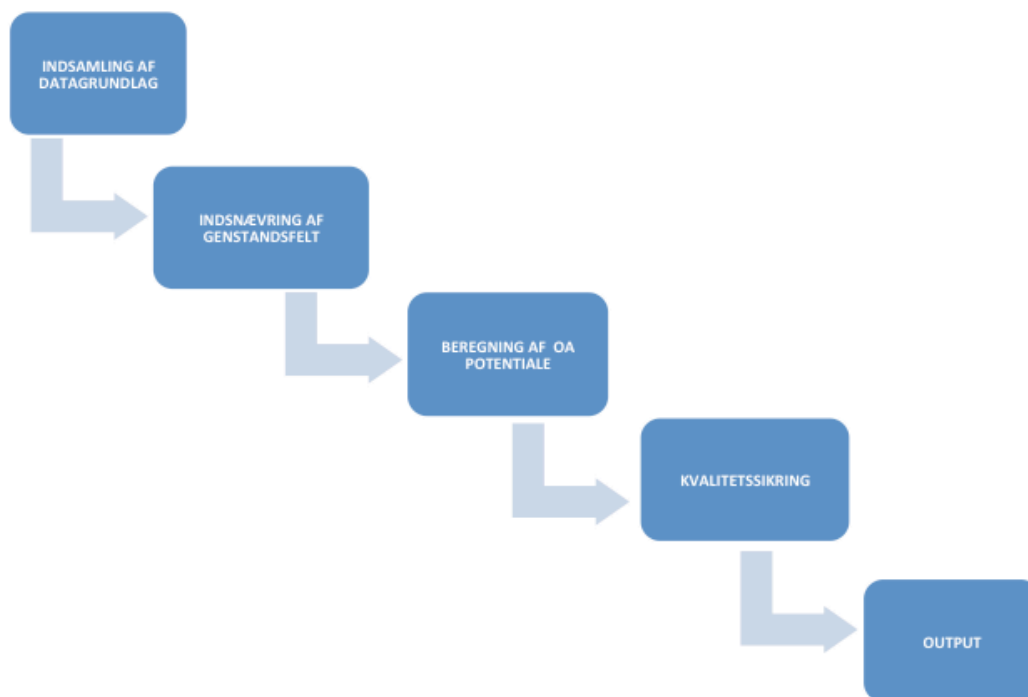 INDSAMLING AF
DATAGRUNDLAG
INDSNÆVRING AF
GENSTANDSFELT
BEREGNING AF OA
POTENTIALE
KVALITETSSIKRING
OUTPUT